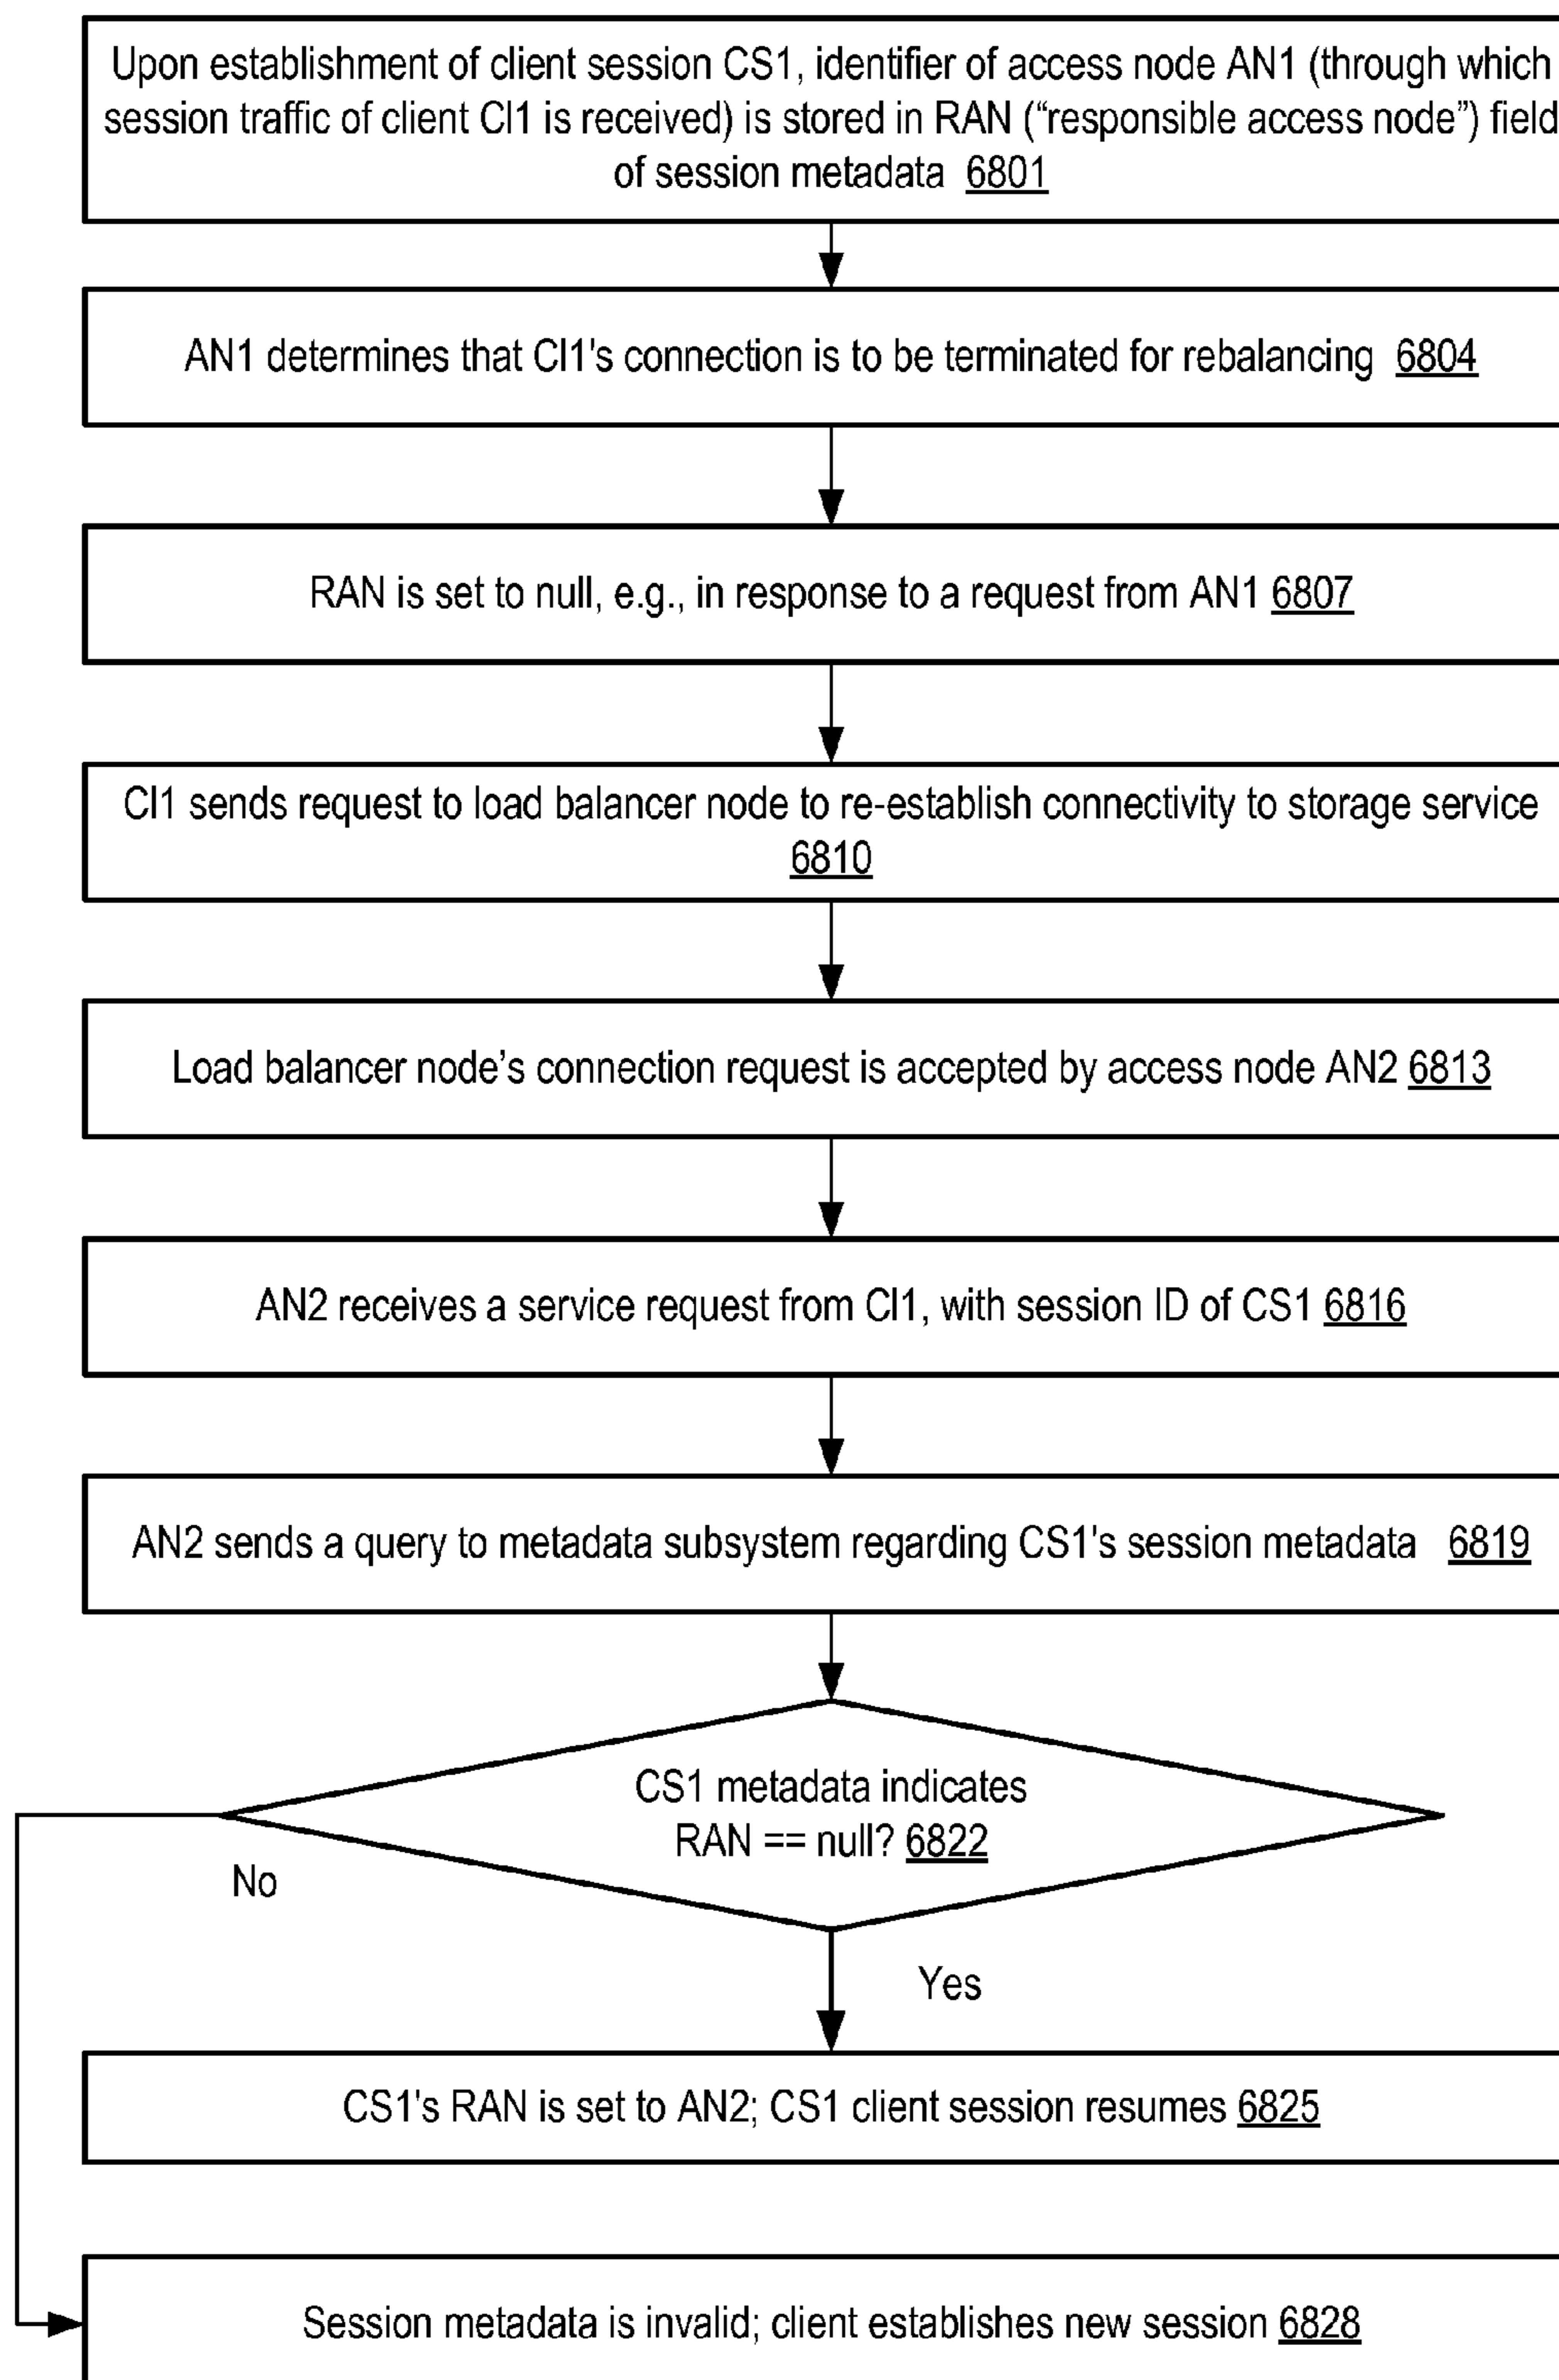 Upon establishment of client session CS1, identifier of access node AN1 (through which
session traffic of client Cl1 is received) is stored in RAN (“responsible access node”) field
of session metadata 6801
AN1 determines that Cl1's connection is to be terminated for rebalancing 6804
RAN is set to null, e.g., in response to a request from AN1 6807
Cl1 sends request to load balancer node to re-establish connectivity to storage service
6810
Load balancer node’s connection request is accepted by access node AN2 6813
AN2 receives a service request from Cl1, with session ID of CS1 6816
AN2 sends a query to metadata subsystem regarding CS1's session metadata 6819
CS1 metadata indicates
RAN == null? 6822
No
Yes
CS1's RAN is set to AN2; CS1 client session resumes 6825
Session metadata is invalid; client establishes new session 6828